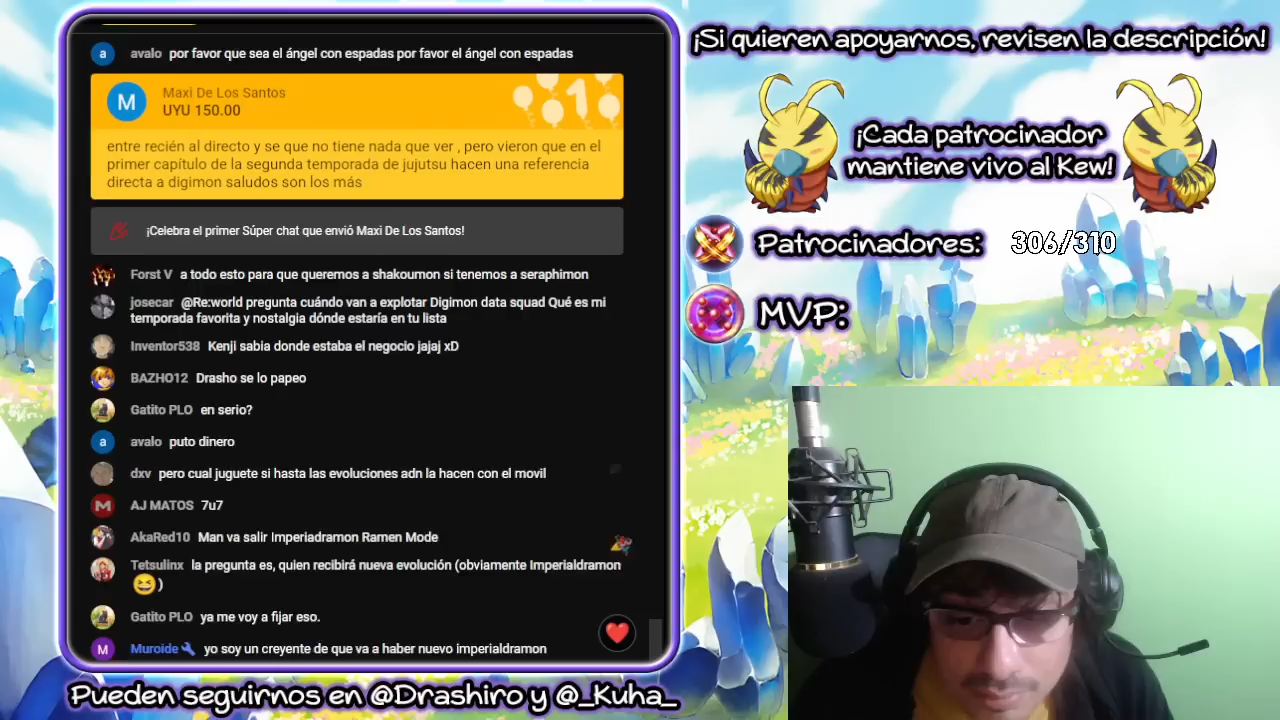 avalo por favor que sea el ángel con espadas por favor el ángel con espadas
Maxi De Los Santos
UYU 150.00
entre recién al directo y se que no tiene nada que ver , pero vieron que en el
primer capítulo de la segunda temporada de jujutsu hacen una referencia
directa a digimon saludos son los más
¡Celebra el primer Súper chat que envió Maxi De Los Santos!
Forst V a todo esto para que queremos a shakoumon si tenemos a seraphimon
josecar @Re:world pregunta cuándo van a explotar Digimon data squad Qué es mi
temporada favorita y nostalgia dónde estaría en tu lista
Inventor538 Kenji sabia donde estaba el negocio jajaj xD
BAZHO12 Drasho se lo papeo
Gatito PLO en serio?
avalo puto dinero
dxv pero cual juguete si hasta las evoluciones adn la hacen con el movil
AJ MATOS 7u7
AkaRed10 Man va salir Imperiadramon Ramen Mode
Tetsulinx la pregunta es, quien recibirá nueva evolución (obviamente Imperialdramon
😆)
Gatito PLO ya me voy a fijar eso.
Muroide yo soy un creyente de que va a haber nuevo imperialdramon
Pueden seguirnos en @Drashiro y @_Kuha_
¡Si quieren apoyarnos, revisen la descripción!
¡Cada patrocinador
mantiene vivo al Kew!
Patrocinadores: 306/310
MVP: